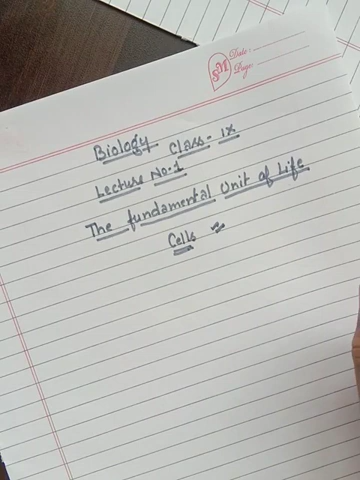 Date :
Page :
SM
Biology Class - IX
Lecture No. 1
The fundamental Unit of Life
Cells